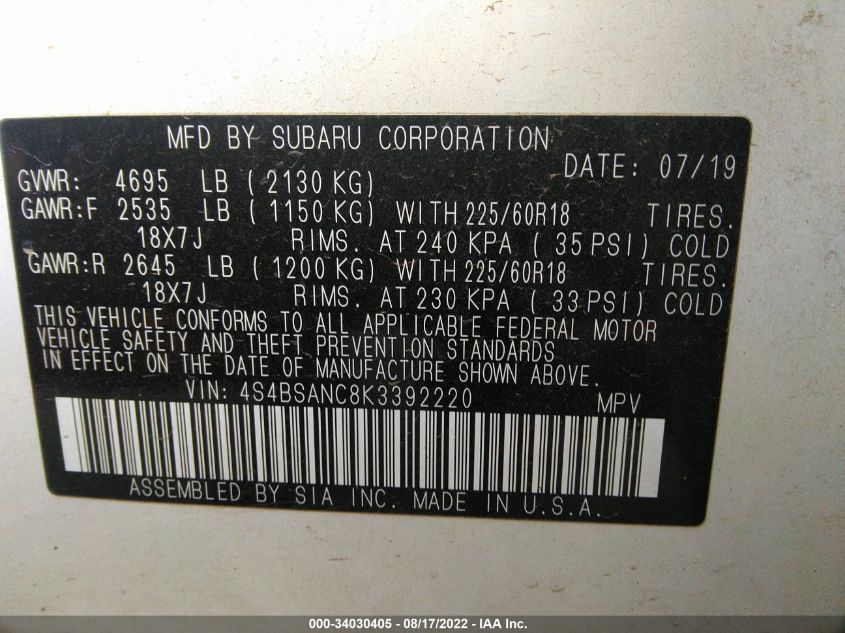 MFD BY SUBARU CORPORATION
DATE: 07/19
GVWR: 4695 LB ( 2130 KG)
GAWR:F 2535 LB ( 1150 KG) WITH 225/60R18 TIRES.
18X7J RIMS. AT 240 KPA ( 35 PSI) COLD
GAWR:R 2645 LB ( 1200 KG) WITH 225/60R18 TIRES.
18X7J RIMS. AT 230 KPA ( 33 PSI) COLD
THIS VEHICLE CONFORMS TO ALL APPLICABLE FEDERAL MOTOR
VEHICLE SAFETY AND THEFT PREVENTION STANDARDS
IN EFFECT ON THE DATE OF MANUFACTURE SHOWN ABOVE.
VIN: 4S4BSANC8K3392220 MPV
ASSEMBLED BY SIA INC. MADE IN U.S.A.
000-34030405 - 08/17/2022 - IAA Inc.